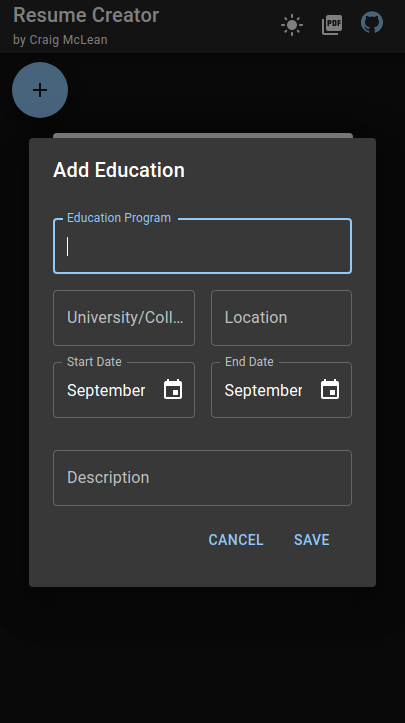 Resume Creator
by Craig McLean
PDF
+
Add Education
Education Program
University/Coll…
Location
Start Date
End Date
September
September
Description
CANCEL
SAVE